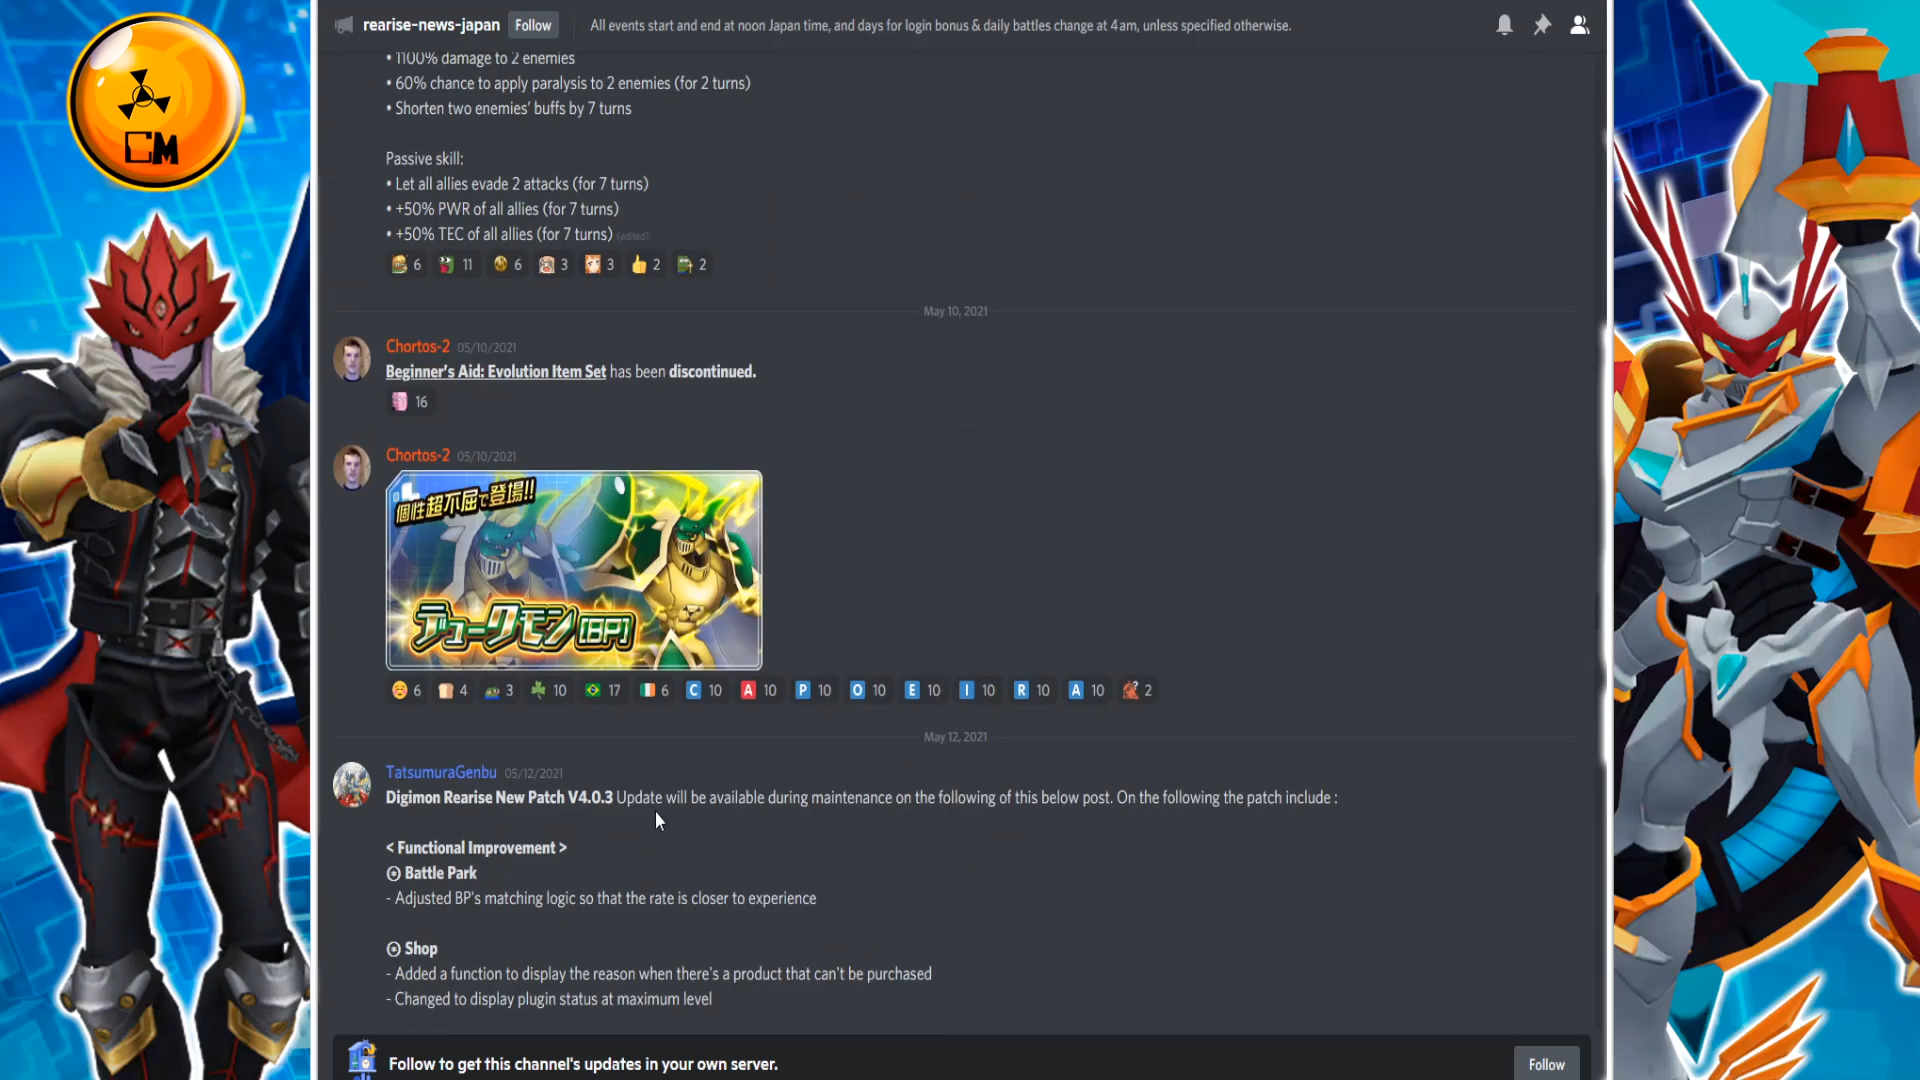 rearise-news-japan Follow All events start and end at noon Japan time, and days for login bonus & daily battles change at 4am, unless specified otherwise.
CM
• 1100% damage to 2 enemies
• 60% chance to apply paralysis to 2 enemies (for 2 turns)
• Shorten two enemies' buffs by 7 turns
Passive skill:
• Let all allies evade 2 attacks (for 7 turns)
• +50% PWR of all allies (for 7 turns)
• +50% TEC of all allies (for 7 turns) (edited)
6 11 6 3 3 2 2
May 10, 2021
Chortos-2 05/10/2021
Beginner's Aid: Evolution Item Set has been discontinued.
16
Chortos-2 05/10/2021
個性超不屈で登場!!
デュークモン[BP]
6 4 3 10 17 6 C 10 A 10 P 10 O 10 E 10 I 10 R 10 A 10 2
May 12, 2021
TatsumuraGenbu 05/12/2021
Digimon Rearise New Patch V4.0.3 Update will be available during maintenance on the following of this below post. On the following the patch include :
< Functional Improvement >
Battle Park
- Adjusted BP's matching logic so that the rate is closer to experience
Shop
- Added a function to display the reason when there's a product that can't be purchased
- Changed to display plugin status at maximum level
Follow to get this channel's updates in your own server.
Follow